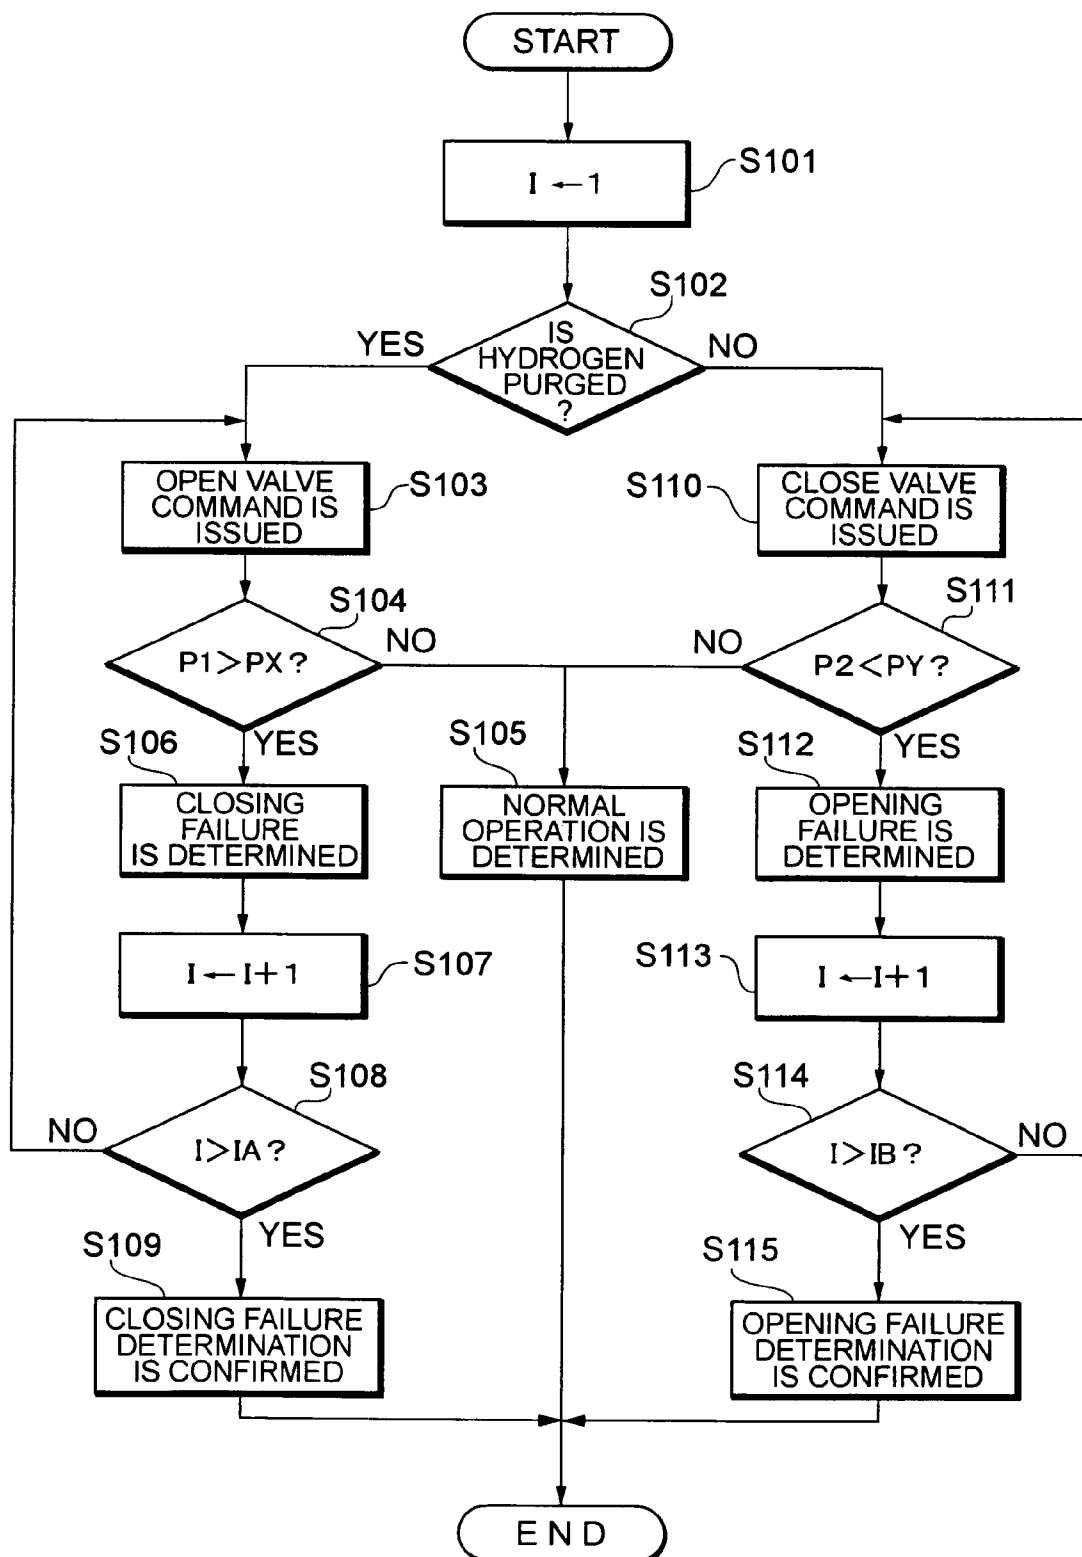 START
S101
I ← 1
S102
IS
HYDROGEN
PURGED
?
YES
NO
OPEN VALVE
COMMAND IS
ISSUED
S103
S110
CLOSE VALVE
COMMAND IS
ISSUED
S104
P1>PX?
NO
YES
S111
P2<PY?
NO
YES
S106
CLOSING
FAILURE
IS DETERMINED
S105
NORMAL
OPERATION IS
DETERMINED
S112
OPENING
FAILURE IS
DETERMINED
I ← I+1
S107
S113
I ← I+1
S108
I>IA?
NO
YES
S114
I>IB?
NO
YES
S109
CLOSING FAILURE
DETERMINATION
IS CONFIRMED
S115
OPENING FAILURE
DETERMINATION
IS CONFIRMED
END